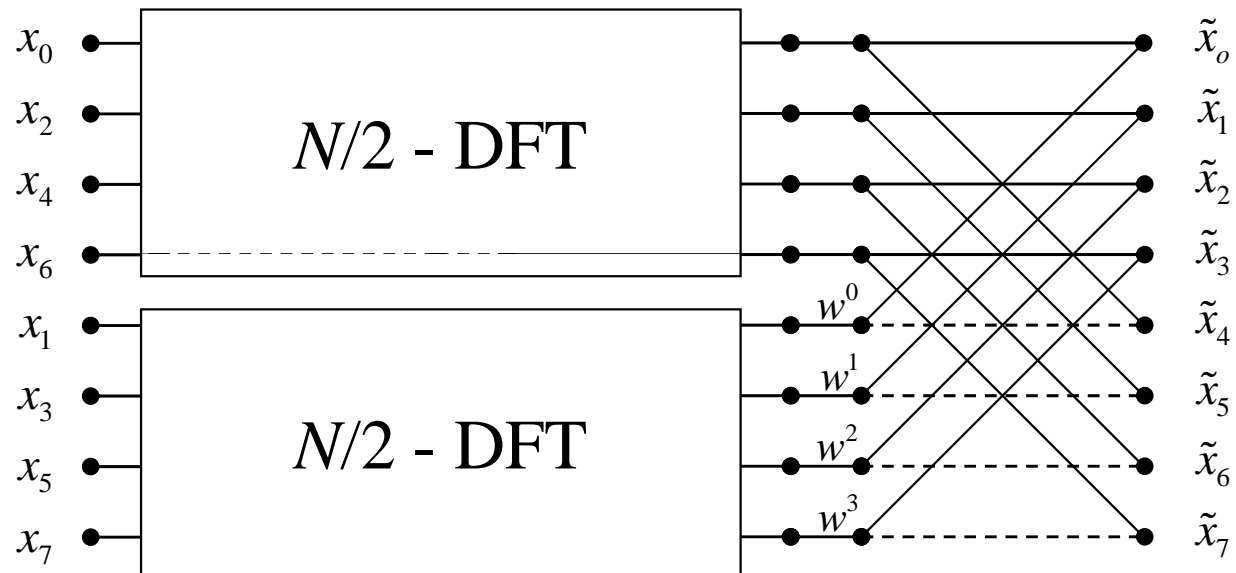 x₀ x̃ₒ
x₂ x̃₁
N/2 - DFT
x₄ x̃₂
x₆ x̃₃
x₁ w⁰ x̃₄
x₃ w¹ x̃₅
N/2 - DFT
x₅ w² x̃₆
x₇ w³ x̃₇